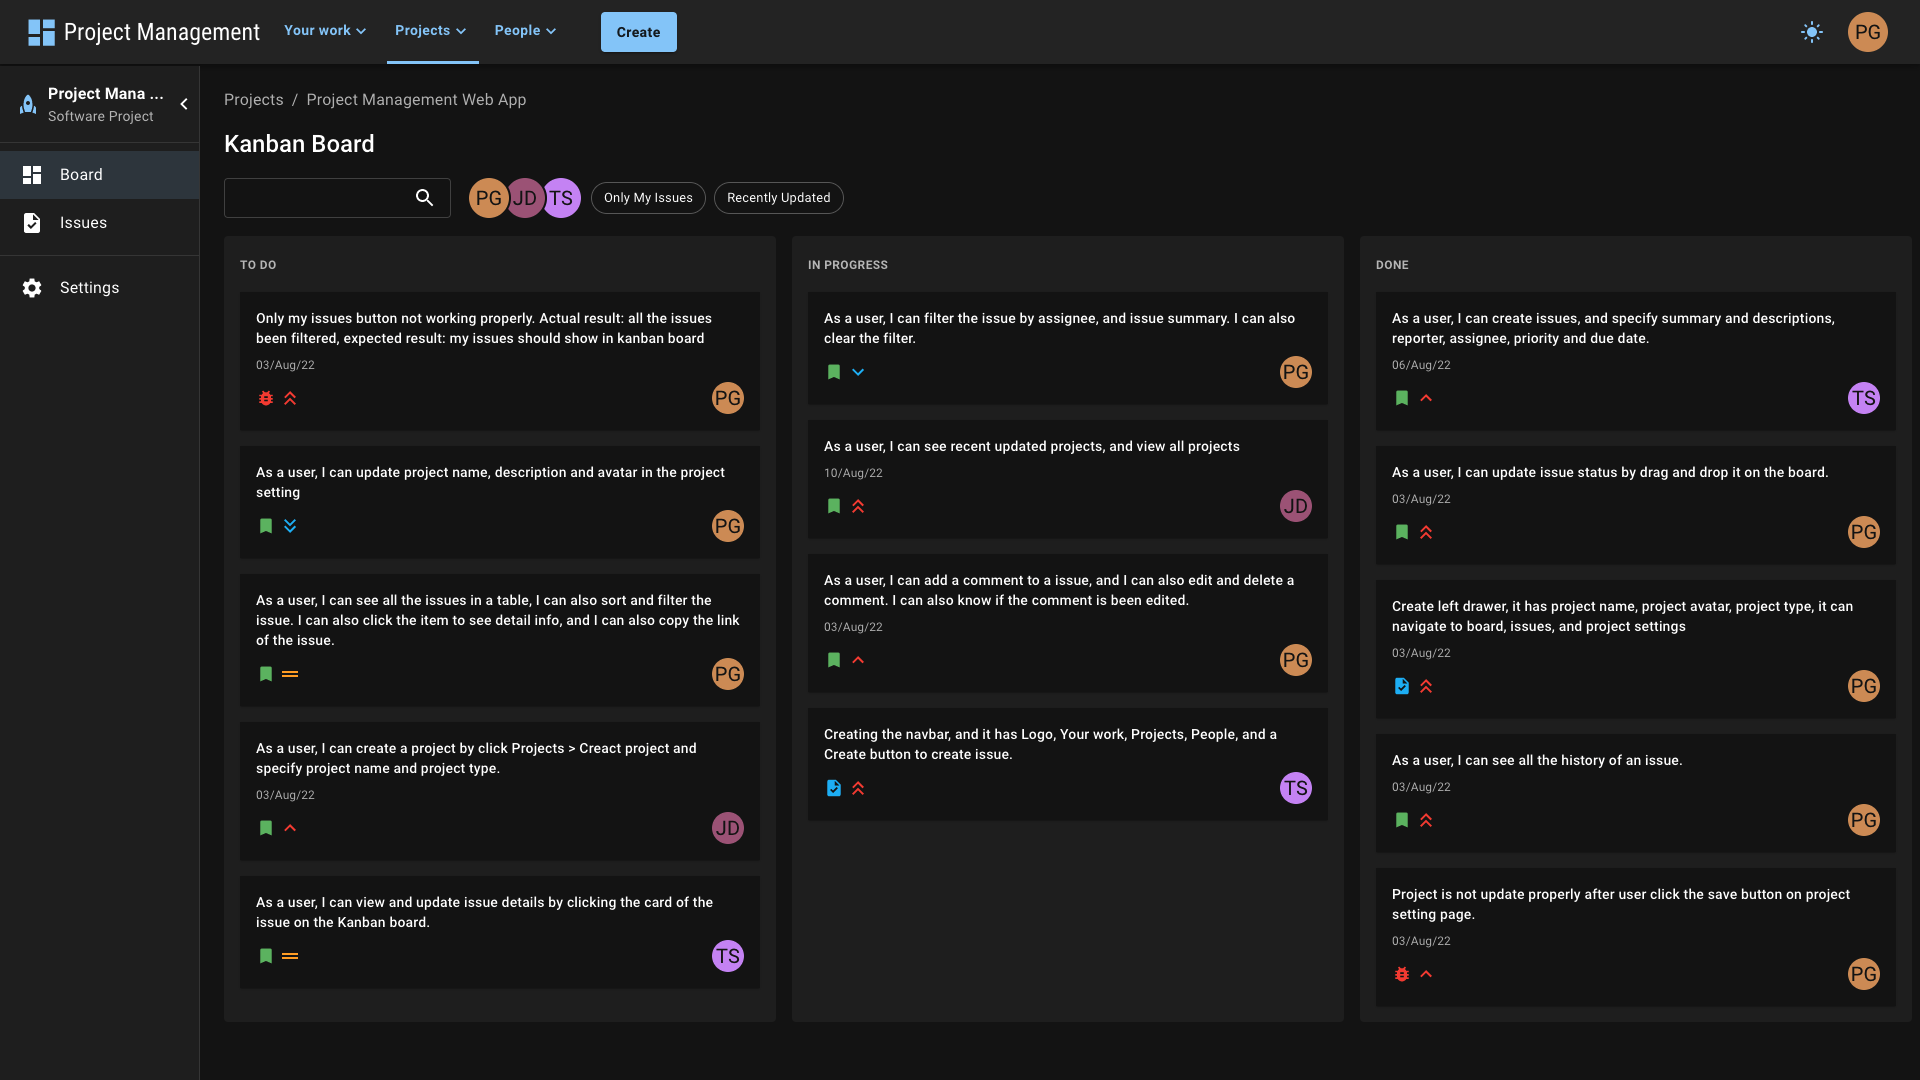 Project Management
Your work
Projects
People
Create
PG
Project Mana ...
Software Project
Board
Issues
Settings
Projects / Project Management Web App
Kanban Board
PG
JD
TS
Only My Issues
Recently Updated
TO DO
Only my issues button not working properly. Actual result: all the issues
been filtered, expected result: my issues should show in kanban board
03/Aug/22
PG
As a user, I can update project name, description and avatar in the project
setting
PG
As a user, I can see all the issues in a table, I can also sort and filter the
issue. I can also click the item to see detail info, and I can also copy the link
of the issue.
PG
As a user, I can create a project by click Projects > Creact project and
specify project name and project type.
03/Aug/22
JD
As a user, I can view and update issue details by clicking the card of the
issue on the Kanban board.
TS
IN PROGRESS
As a user, I can filter the issue by assignee, and issue summary. I can also
clear the filter.
PG
As a user, I can see recent updated projects, and view all projects
10/Aug/22
JD
As a user, I can add a comment to a issue, and I can also edit and delete a
comment. I can also know if the comment is been edited.
03/Aug/22
PG
Creating the navbar, and it has Logo, Your work, Projects, People, and a
Create button to create issue.
TS
DONE
As a user, I can create issues, and specify summary and descriptions,
reporter, assignee, priority and due date.
06/Aug/22
TS
As a user, I can update issue status by drag and drop it on the board.
03/Aug/22
PG
Create left drawer, it has project name, project avatar, project type, it can
navigate to board, issues, and project settings
03/Aug/22
PG
As a user, I can see all the history of an issue.
03/Aug/22
PG
Project is not update properly after user click the save button on project
setting page.
03/Aug/22
PG